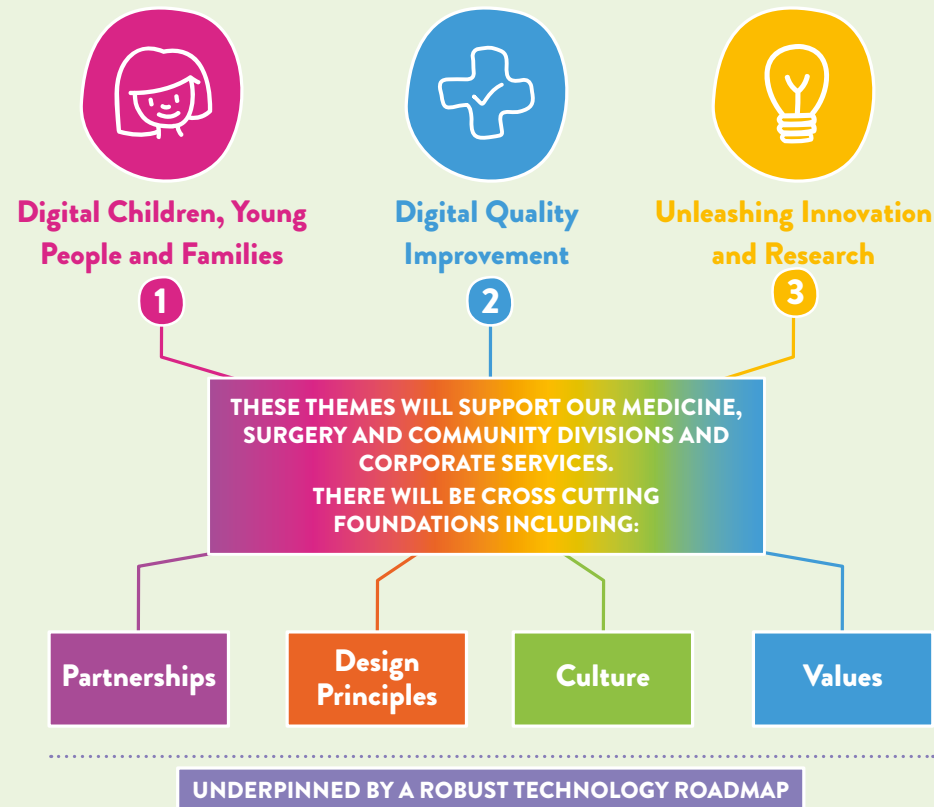 Digital Children, Young
People and Families
1
Digital Quality
Improvement
2
Unleashing Innovation
and Research
3
THESE THEMES WILL SUPPORT OUR MEDICINE,
SURGERY AND COMMUNITY DIVISIONS AND
CORPORATE SERVICES.
THERE WILL BE CROSS CUTTING
FOUNDATIONS INCLUDING:
Partnerships
Design
Principles
Culture
Values
UNDERPINNED BY A ROBUST TECHNOLOGY ROADMAP